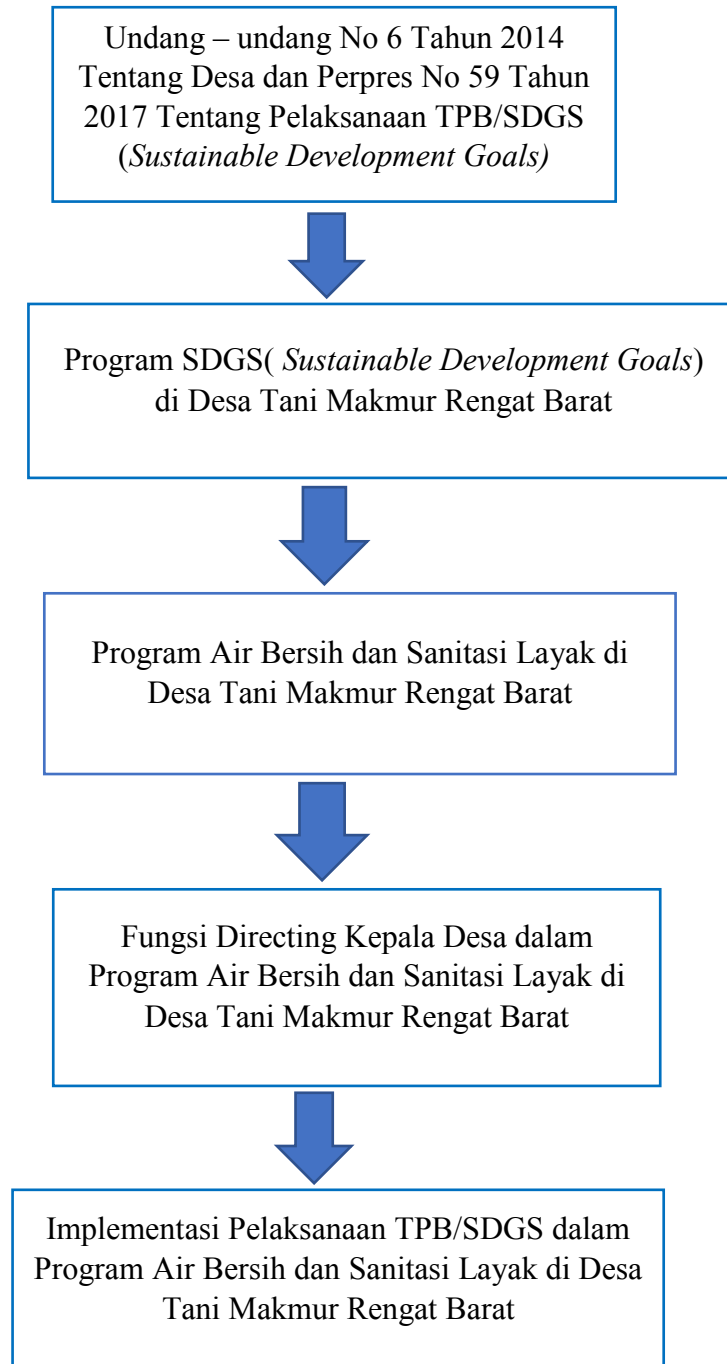 Undang – undang No 6 Tahun 2014
Tentang Desa dan Perpres No 59 Tahun
2017 Tentang Pelaksanaan TPB/SDGS
(Sustainable Development Goals)
Program SDGS( Sustainable Development Goals)
di Desa Tani Makmur Rengat Barat
Program Air Bersih dan Sanitasi Layak di
Desa Tani Makmur Rengat Barat
Fungsi Directing Kepala Desa dalam
Program Air Bersih dan Sanitasi Layak di
Desa Tani Makmur Rengat Barat
Implementasi Pelaksanaan TPB/SDGS dalam
Program Air Bersih dan Sanitasi Layak di Desa
Tani Makmur Rengat Barat